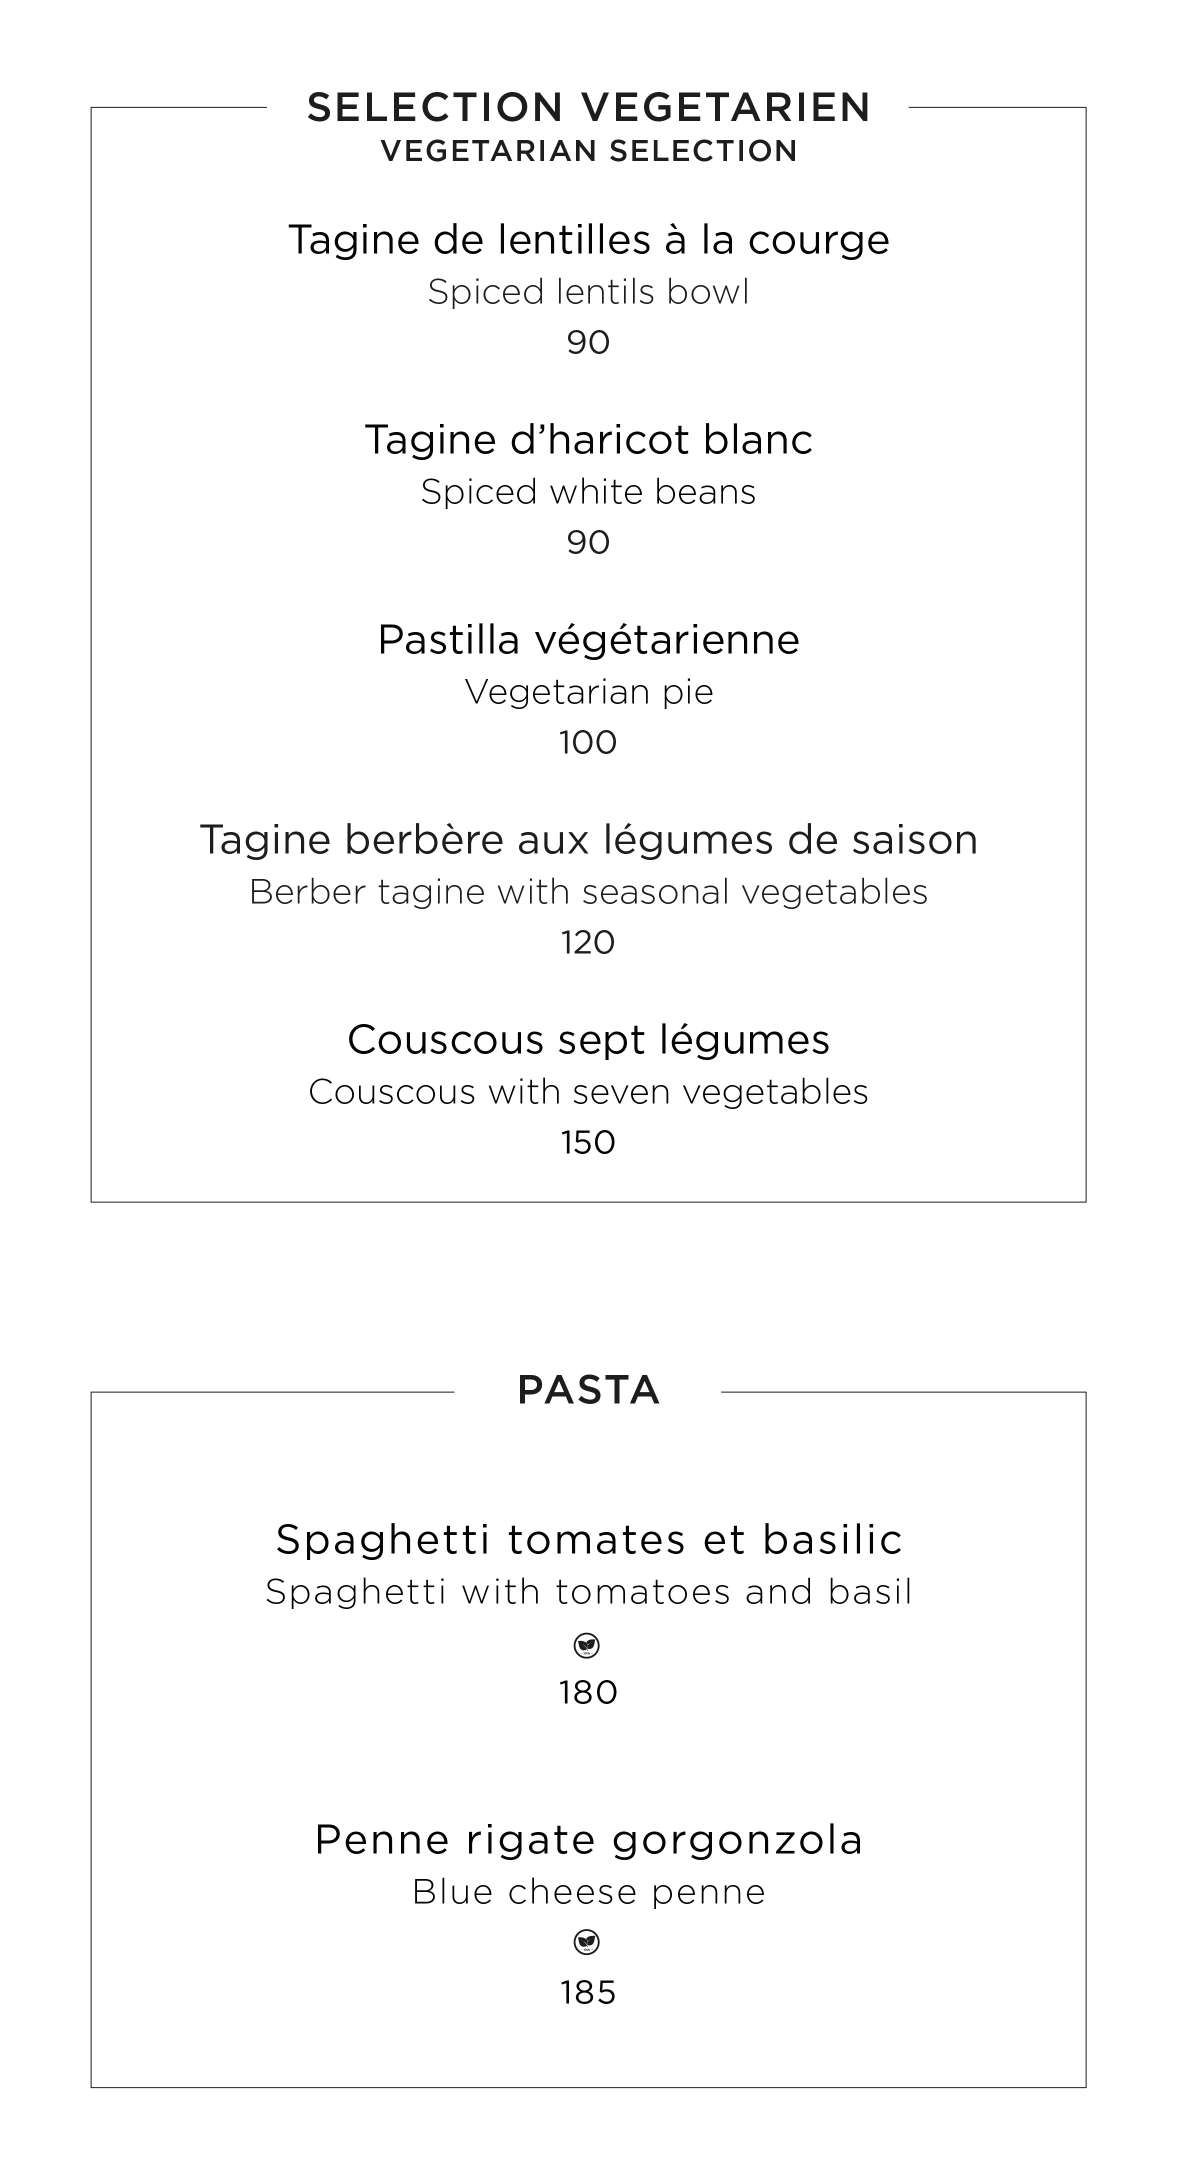 SELECTION VEGETARIEN
VEGETARIAN SELECTION
Tagine de lentilles à la courge
Spiced lentils bowl
90
Tagine d’haricot blanc
Spiced white beans
90
Pastilla végétarienne
Vegetarian pie
100
Tagine berbère aux légumes de saison
Berber tagine with seasonal vegetables
120
Couscous sept légumes
Couscous with seven vegetables
150
PASTA
Spaghetti tomates et basilic
Spaghetti with tomatoes and basil
180
Penne rigate gorgonzola
Blue cheese penne
185